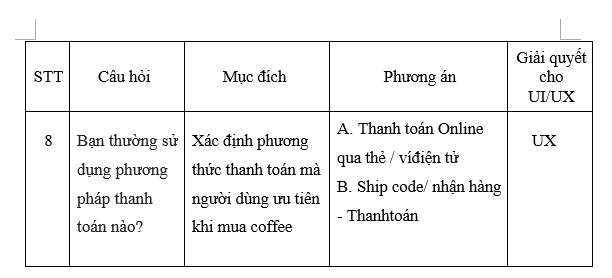 STT
Câu hỏi
Mục đích
Phương án
Giải quyết
cho
UI/UX
8
Bạn thường sử
dụng phương
pháp thanh
toán nào?
Xác định phương
thức thanh toán mà
người dùng ưu tiên
khi mua coffee
A. Thanh toán Online
qua thẻ / víđiện tử
B. Ship code/ nhận hàng
- Thanhtoán
UX